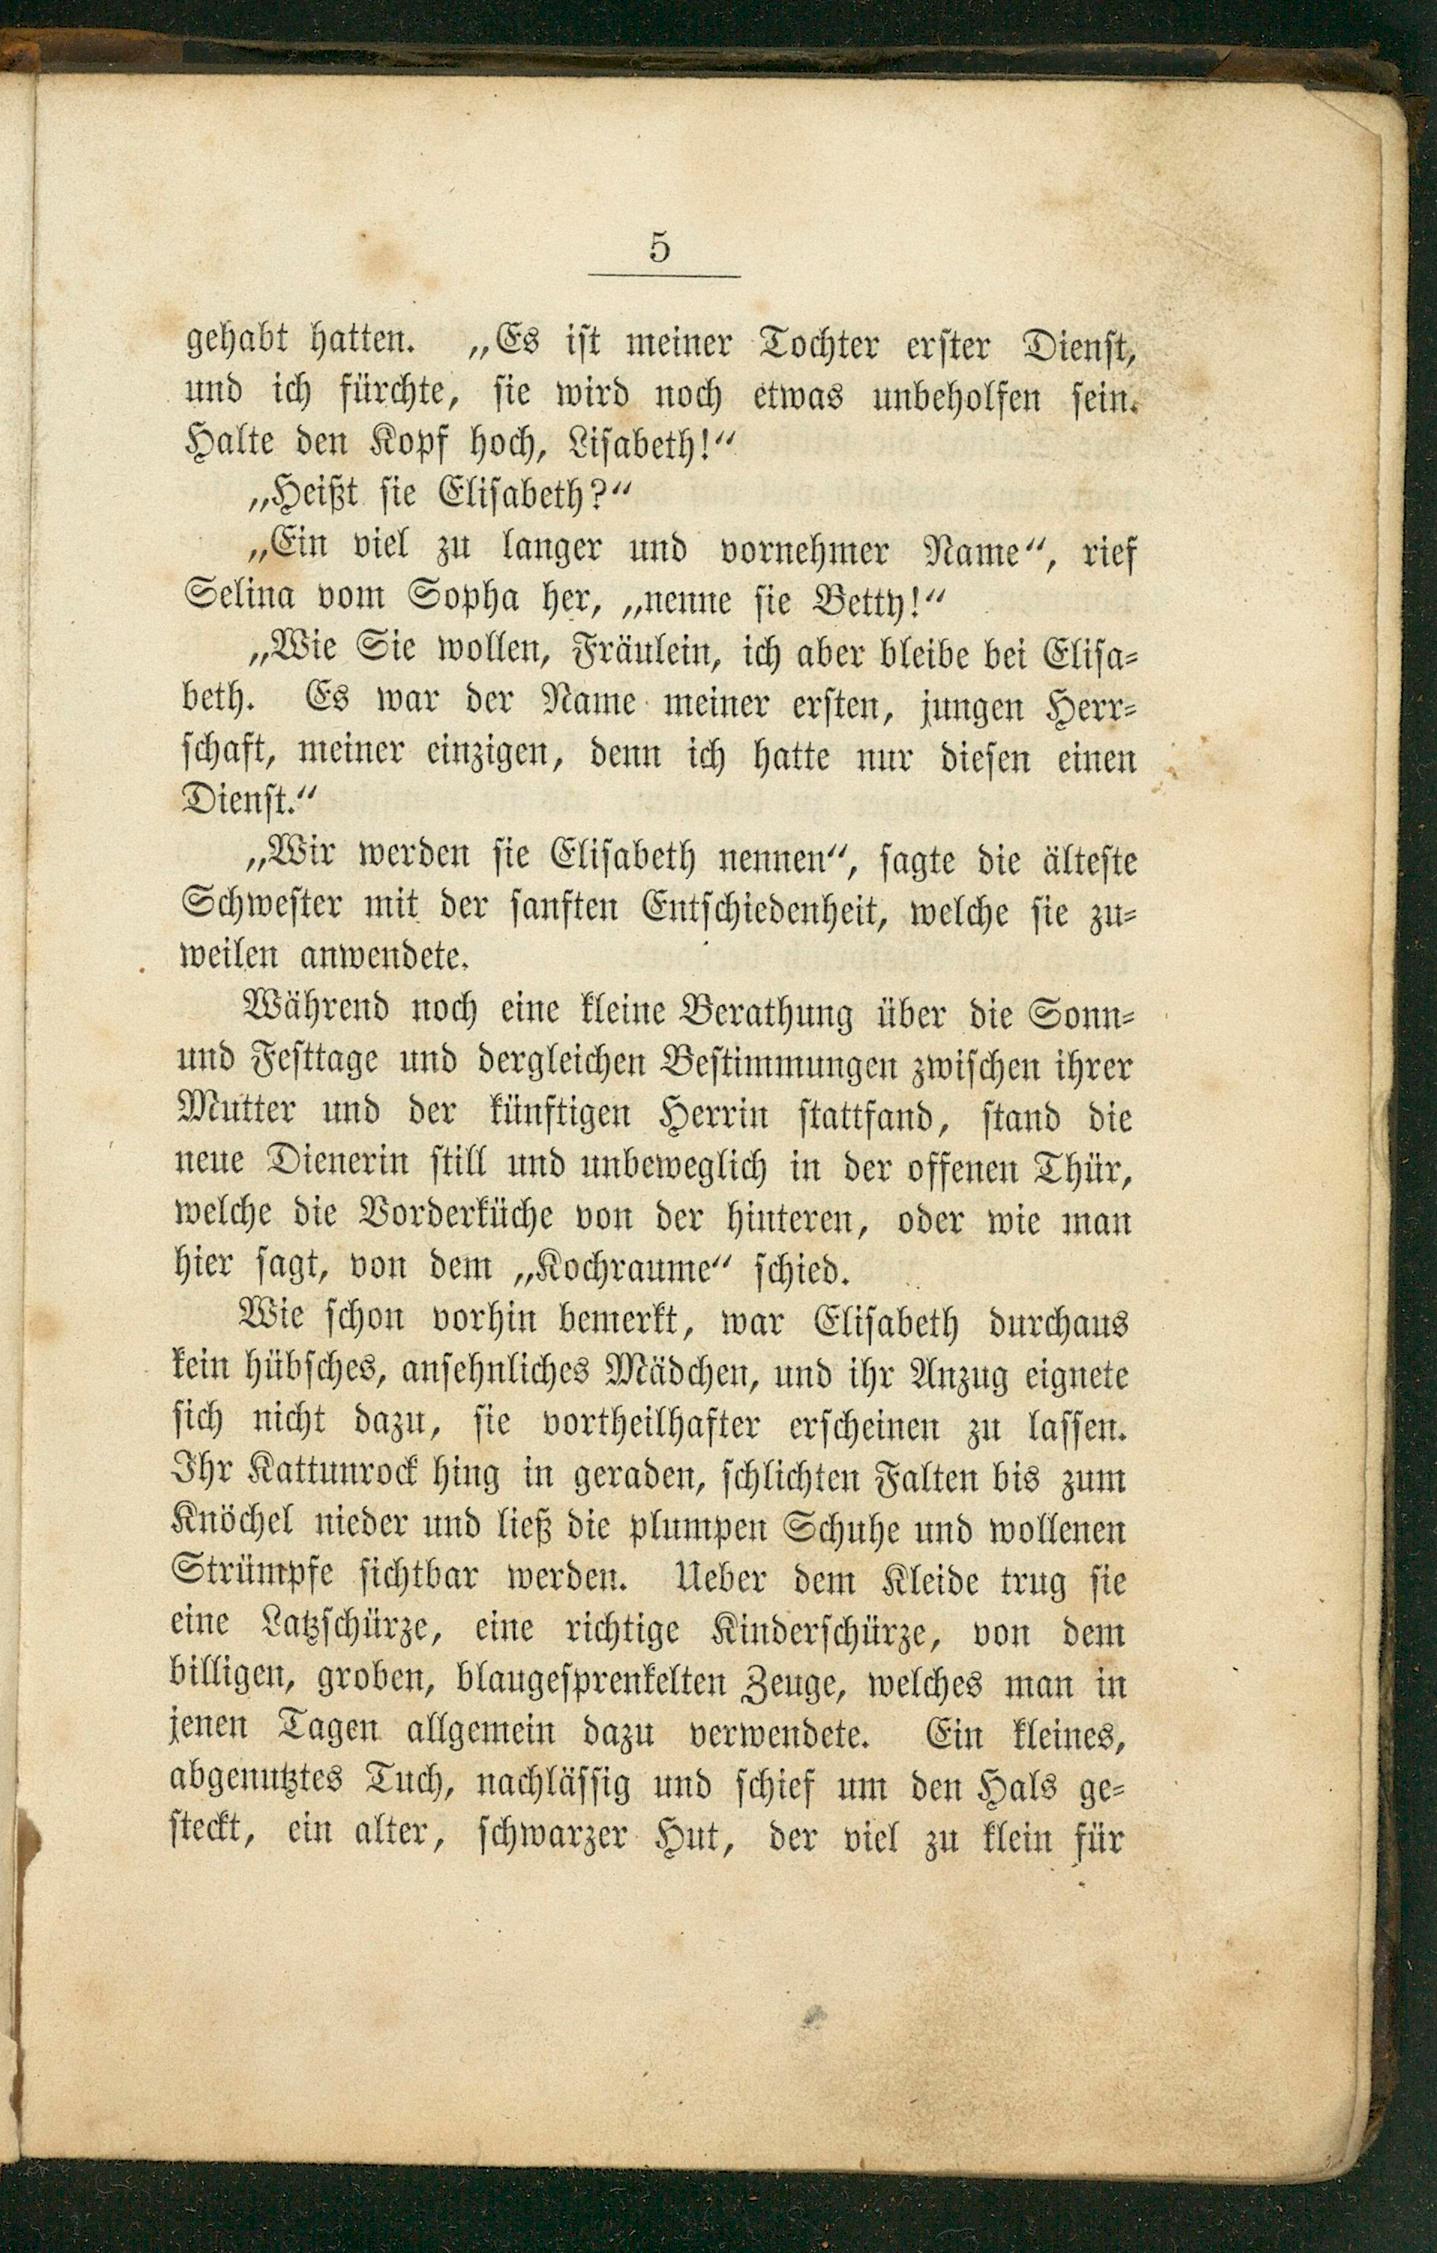 5
gehabt hatten. „Es ist meiner Tochter erster Dienst,
und ich fürchte, sie wird noch etwas unbeholfen sein.
Halte den Kopf hoch, Lisabeth!“
„Heißt sie Elisabeth?“
„Ein viel zu langer und vornehmer Name“, rief
Selina vom Sopha her, „nenne sie Betty!“
„Wie Sie wollen, Fräulein, ich aber bleibe bei Elisa-
beth. Es war der Name meiner ersten, jungen Herr-
schaft, meiner einzigen, denn ich hatte nur diesen einen
Dienst.“
„Wir werden sie Elisabeth nennen“, sagte die älteste
Schwester mit der sanften Entschiedenheit, welche sie zu-
weilen anwendete.
Während noch eine kleine Berathung über die Sonn-
und Festtage und dergleichen Bestimmungen zwischen ihrer
Mutter und der künftigen Herrin stattfand, stand die
neue Dienerin still und unbeweglich in der offenen Thür,
welche die Vorderküche von der hinteren, oder wie man
hier sagt, von dem „Kochraume“ schied.
Wie schon vorhin bemerkt, war Elisabeth durchaus
kein hübsches, ansehnliches Mädchen, und ihr Anzug eignete
sich nicht dazu, sie vortheilhafter erscheinen zu lassen.
Ihr Kattunrock hing in geraden, schlichten Falten bis zum
Knöchel nieder und ließ die plumpen Schuhe und wollenen
Strümpfe sichtbar werden. Ueber dem Kleide trug sie
eine Latzschürze, eine richtige Kinderschürze, von dem
billigen, groben, blaugesprenkelten Zeuge, welches man in
jenen Tagen allgemein dazu verwendete. Ein kleines,
abgenutztes Tuch, nachlässig und schief um den Hals ge-
steckt, ein alter, schwarzer Hut, der viel zu klein für